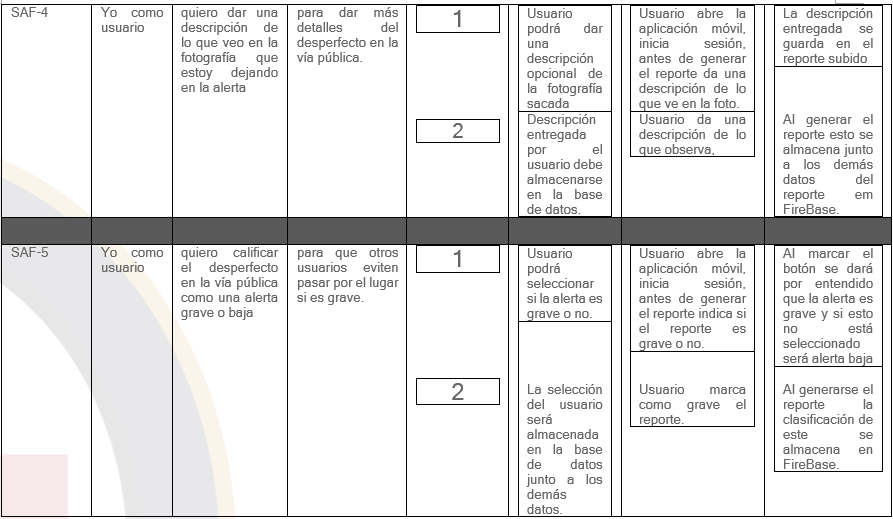 SAF-4
Yo como
usuario
quiero dar una
descripción de
lo que veo en la
fotografía que
estoy dejando
en la alerta
para dar más
detalles del
desperfecto en la
vía pública.
1
Usuario
podrá dar
una
descripción
opcional de
la fotografía
sacada
Usuario abre la
aplicación móvil,
inicia sesión,
antes de generar
el reporte da una
descripción de lo
que ve en la foto.
La descripción
entregada se
guarda en el
reporte subido
2
Descripción
entregada
por el
usuario debe
almacenarse
en la base
de datos.
Usuario da una
descripción de lo
que observa,
Al generar el
reporte esto se
almacena junto
a los demás
datos del
reporte em
FireBase.
SAF-5
Yo como
usuario
quiero calificar
el desperfecto
en la vía pública
como una alerta
grave o baja
para que otros
usuarios eviten
pasar por el lugar
si es grave.
1
Usuario
podrá
seleccionar
si la alerta es
grave o no.
Usuario abre la
aplicación móvil,
inicia sesión,
antes de generar
el reporte indica si
el reporte es
grave o no.
Al marcar el
botón se dará
por entendido
que la alerta es
grave y si esto
no está
seleccionado
será alerta baja
2
La selección
del usuario
será
almacenada
en la base
de datos
junto a los
demás
datos.
Usuario marca
como grave el
reporte.
Al generarse el
reporte la
clasificación de
este se
almacena en
FireBase.